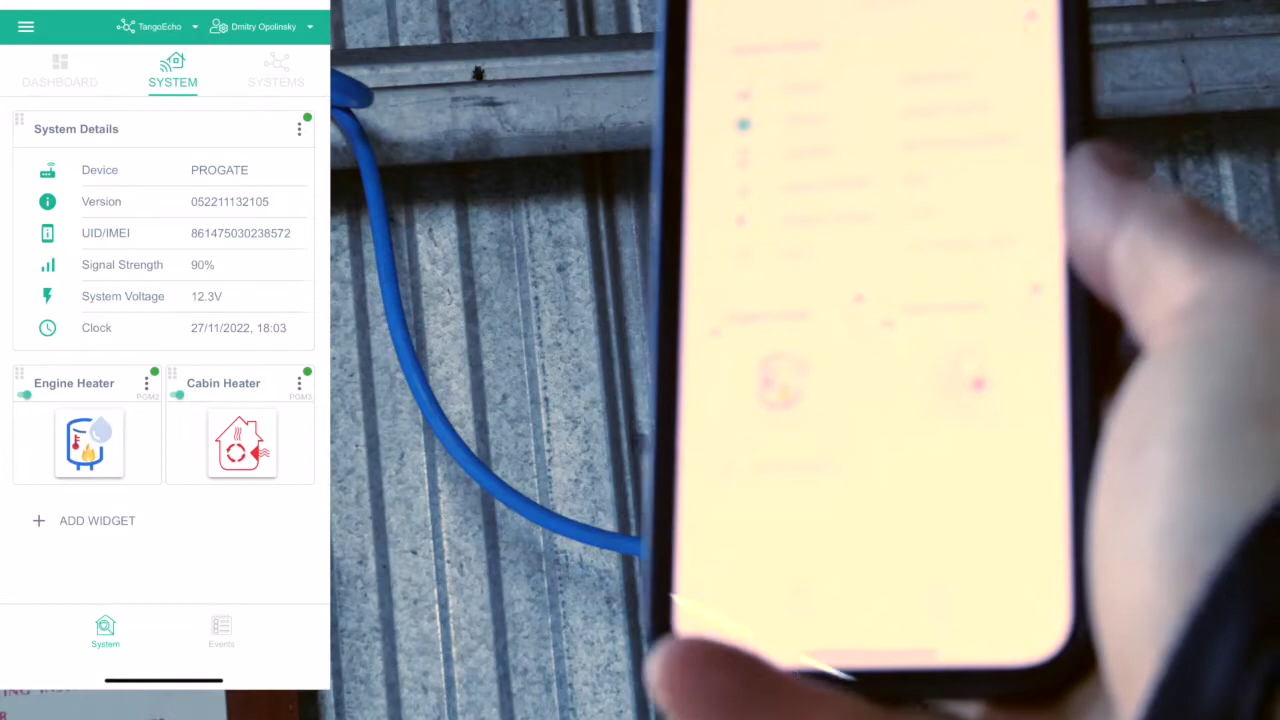 TangoEcho Dmitry Opolinsky
DASHBOARD SYSTEM SYSTEMS
System Details
Device PROGATE
Version 052211132105
UID/IMEI 861475030238572
Signal Strength 90%
System Voltage 12.3V
Clock 27/11/2022, 18:03
Engine Heater Cabin Heater
PGM2 PGM3
ADD WIDGET
System Events